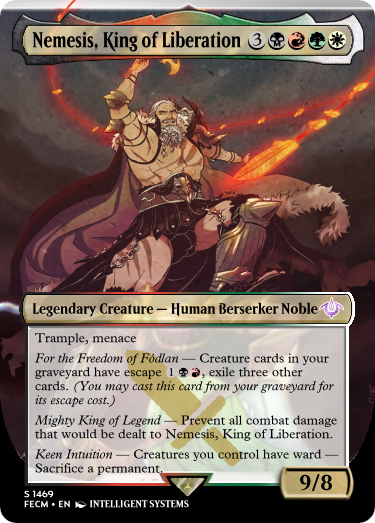 Nemesis, King of Liberation 3
Legendary Creature — Human Berserker Noble
Trample, menace
For the Freedom of Fódlan — Creature cards in your
graveyard have escape 1, exile three other
cards. (You may cast this card from your graveyard for
its escape cost.)
Mighty King of Legend — Prevent all combat damage
that would be dealt to Nemesis, King of Liberation.
Keen Intuition — Creatures you control have ward —
Sacrifice a permanent.
9/8
S 1469
FECM • EN INTELLIGENT SYSTEMS